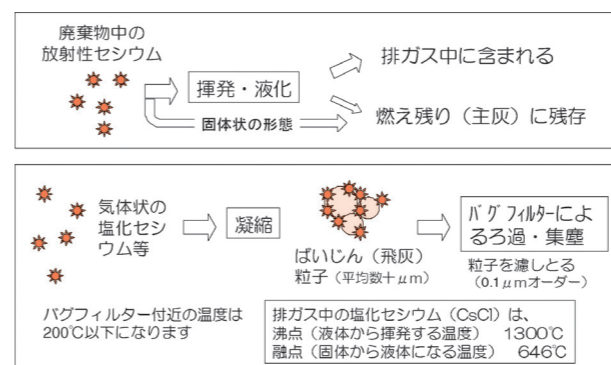 廃棄物中の
放射性セシウム
揮発・液化
固体状の形態
排ガス中に含まれる
燃え残り（主灰）に残存
気体状の
塩化セシ
ウム等
凝縮
ばいじん（飛灰）
粒子（平均数十μm）
ﾊﾞｸﾞﾌｨﾙﾀｰによ
るろ過・集塵
粒子を濾しとる
（0.1μmオーダー）
バグフィルター付近の温度は
200℃以下になります
排ガス中の塩化セシウム（CsCl）は、
沸点（液体から揮発する温度）　1300℃
融点（固体から液体になる温度）　646℃